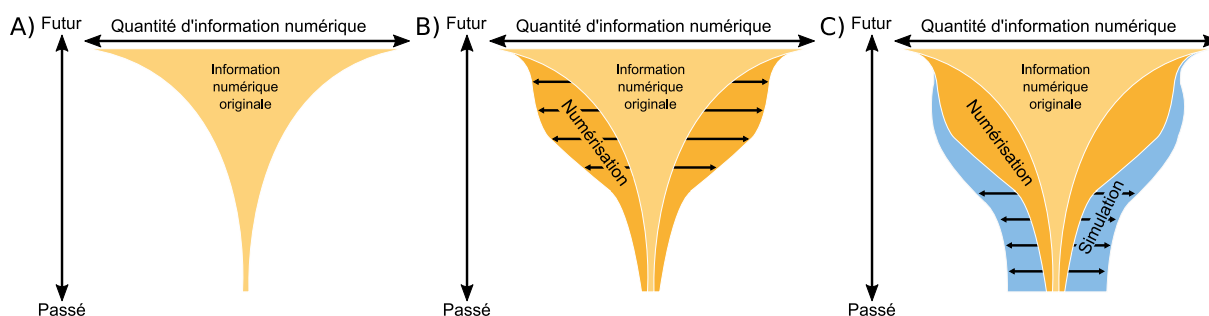 A)
Futur
Quantité d'information numérique
Information
numérique
originale
Passé
B)
Futur
Quantité d'information numérique
Information
numérique
originale
Numérisation
Passé
C)
Futur
Quantité d'information numérique
Information
numérique
originale
Numérisation
Simulation
Passé